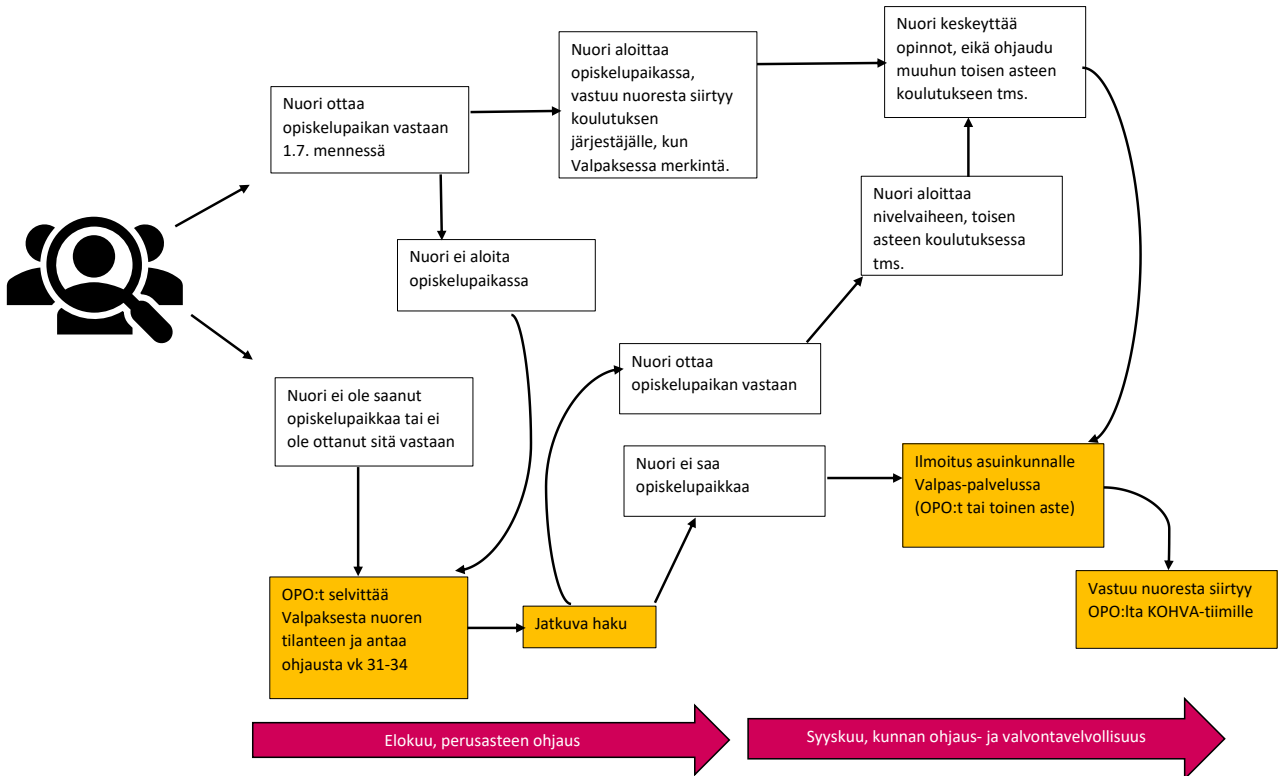 Nuori ottaa
opiskelupaikan vastaan
1.7. mennessä
Nuori aloittaa
opiskelupaikassa,
vastuu nuoresta siirtyy
koulutuksen
järjestäjälle, kun
Valpaksessa merkintä.
Nuori keskeyttää
opinnot, eikä ohjaudu
muuhun toisen asteen
koulutukseen tms.
Nuori aloittaa
nivelvaiheen, toisen
asteen koulutuksessa
tms.
Nuori ei aloita
opiskelupaikassa
Nuori ottaa
opiskelupaikan vastaan
Nuori ei ole saanut
opiskelupaikkaa tai ei
ole ottanut sitä vastaan
Nuori ei saa
opiskelupaikkaa
Ilmoitus asuinkunnalle
Valpas-palvelussa
(OPO:t tai toinen aste)
OPO:t selvittää
Valpaksesta nuoren
tilanteen ja antaa
ohjausta vk 31-34
Jatkuva haku
Vastuu nuoresta siirtyy
OPO:lta KOHVA-tiimille
Elokuu, perusasteen ohjaus
Syyskuu, kunnan ohjaus- ja valvontavelvollisuus